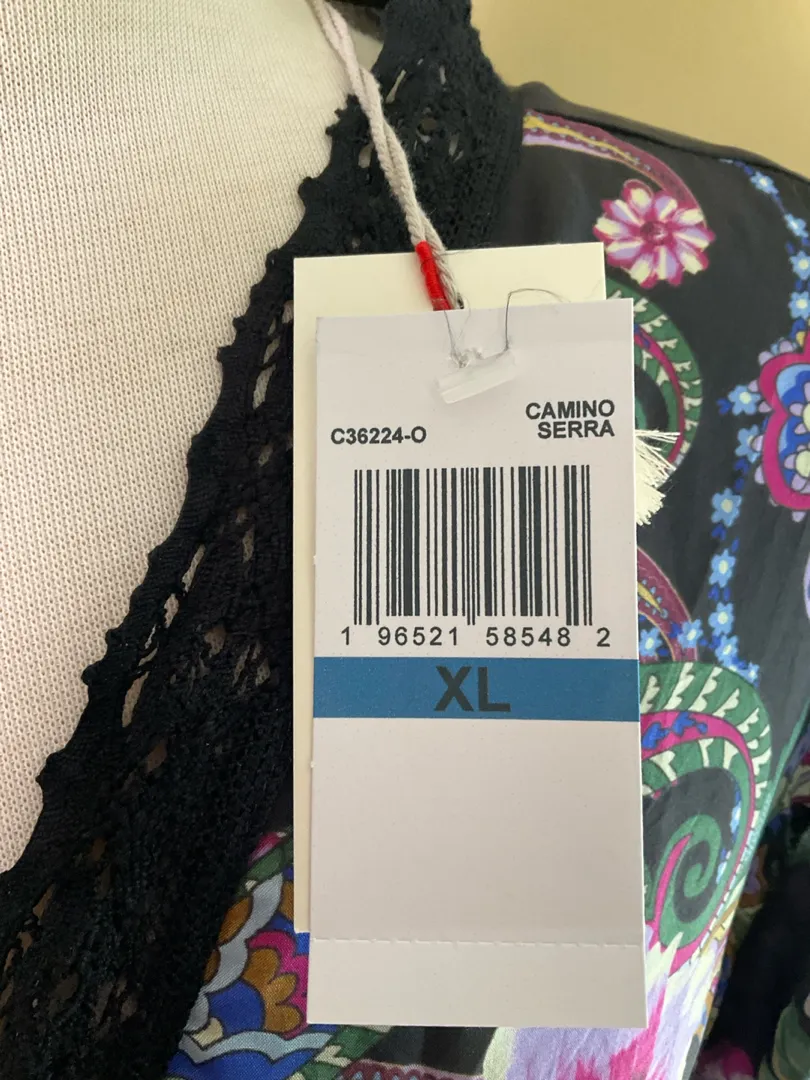 C36224-O
CAMINO
SERRA
1 96521 58548 2
XL